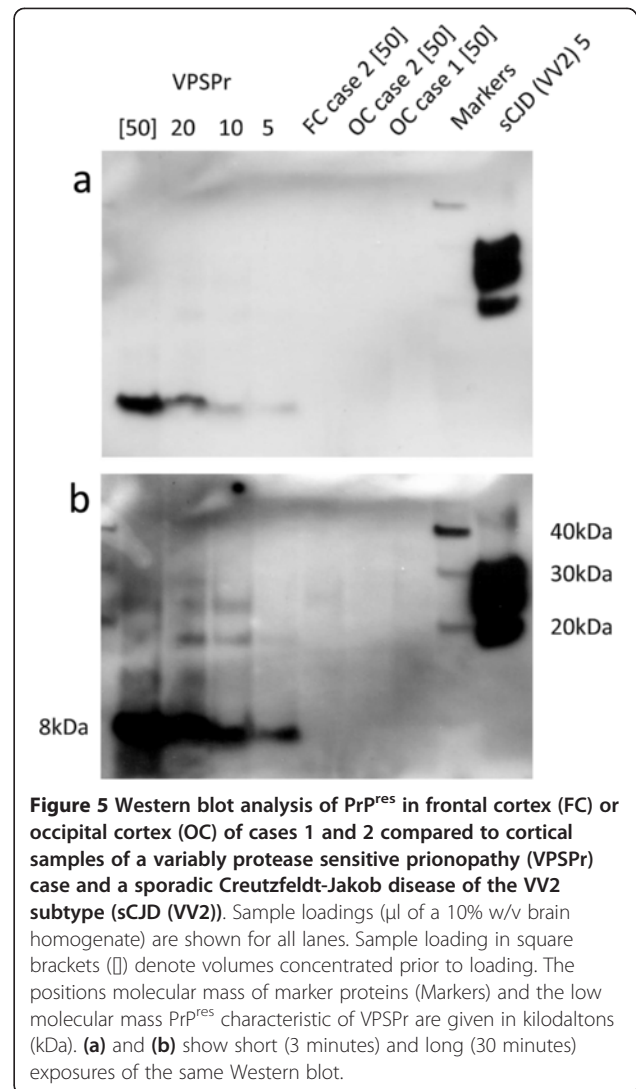 VPSPr
[50] 20 10 5 FC case 2 [50] OC case 2 [50] OC case 1 [50] Markers sCJD (VV2) 5
a
b
40kDa
30kDa
20kDa
8kDa
Figure 5 Western blot analysis of PrPres in frontal cortex (FC) or
occipital cortex (OC) of cases 1 and 2 compared to cortical
samples of a variably protease sensitive prionopathy (VPSPr)
case and a sporadic Creutzfeldt-Jakob disease of the VV2
subtype (sCJD (VV2)). Sample loadings (μl of a 10% w/v brain
homogenate) are shown for all lanes. Sample loading in square
brackets ([]) denote volumes concentrated prior to loading. The
positions molecular mass of marker proteins (Markers) and the low
molecular mass PrPres characteristic of VPSPr are given in kilodaltons
(kDa). (a) and (b) show short (3 minutes) and long (30 minutes)
exposures of the same Western blot.